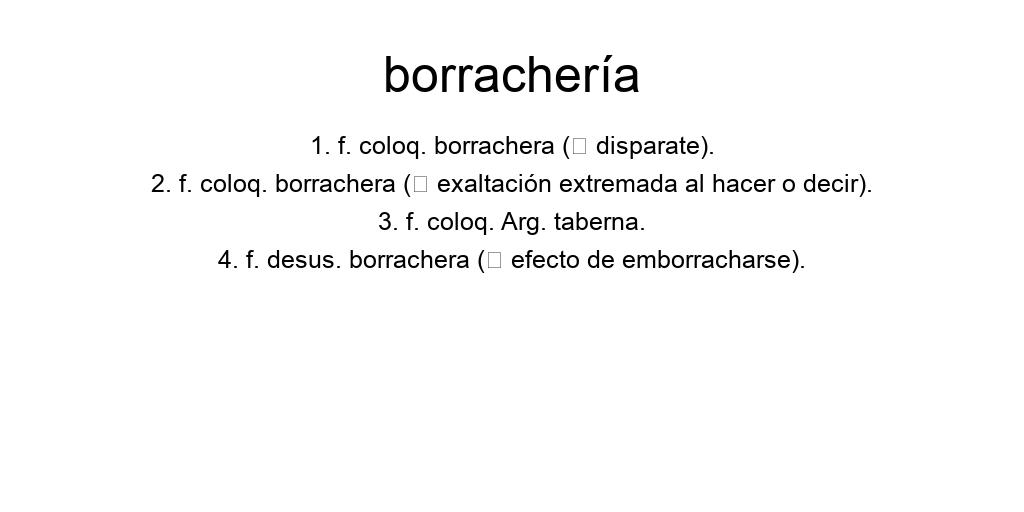 borrachería
1. f. coloq. borrachera (□ disparate).
2. f. coloq. borrachera (□ exaltación extremada al hacer o decir).
3. f. coloq. Arg. taberna.
4. f. desus. borrachera (□ efecto de emborracharse).